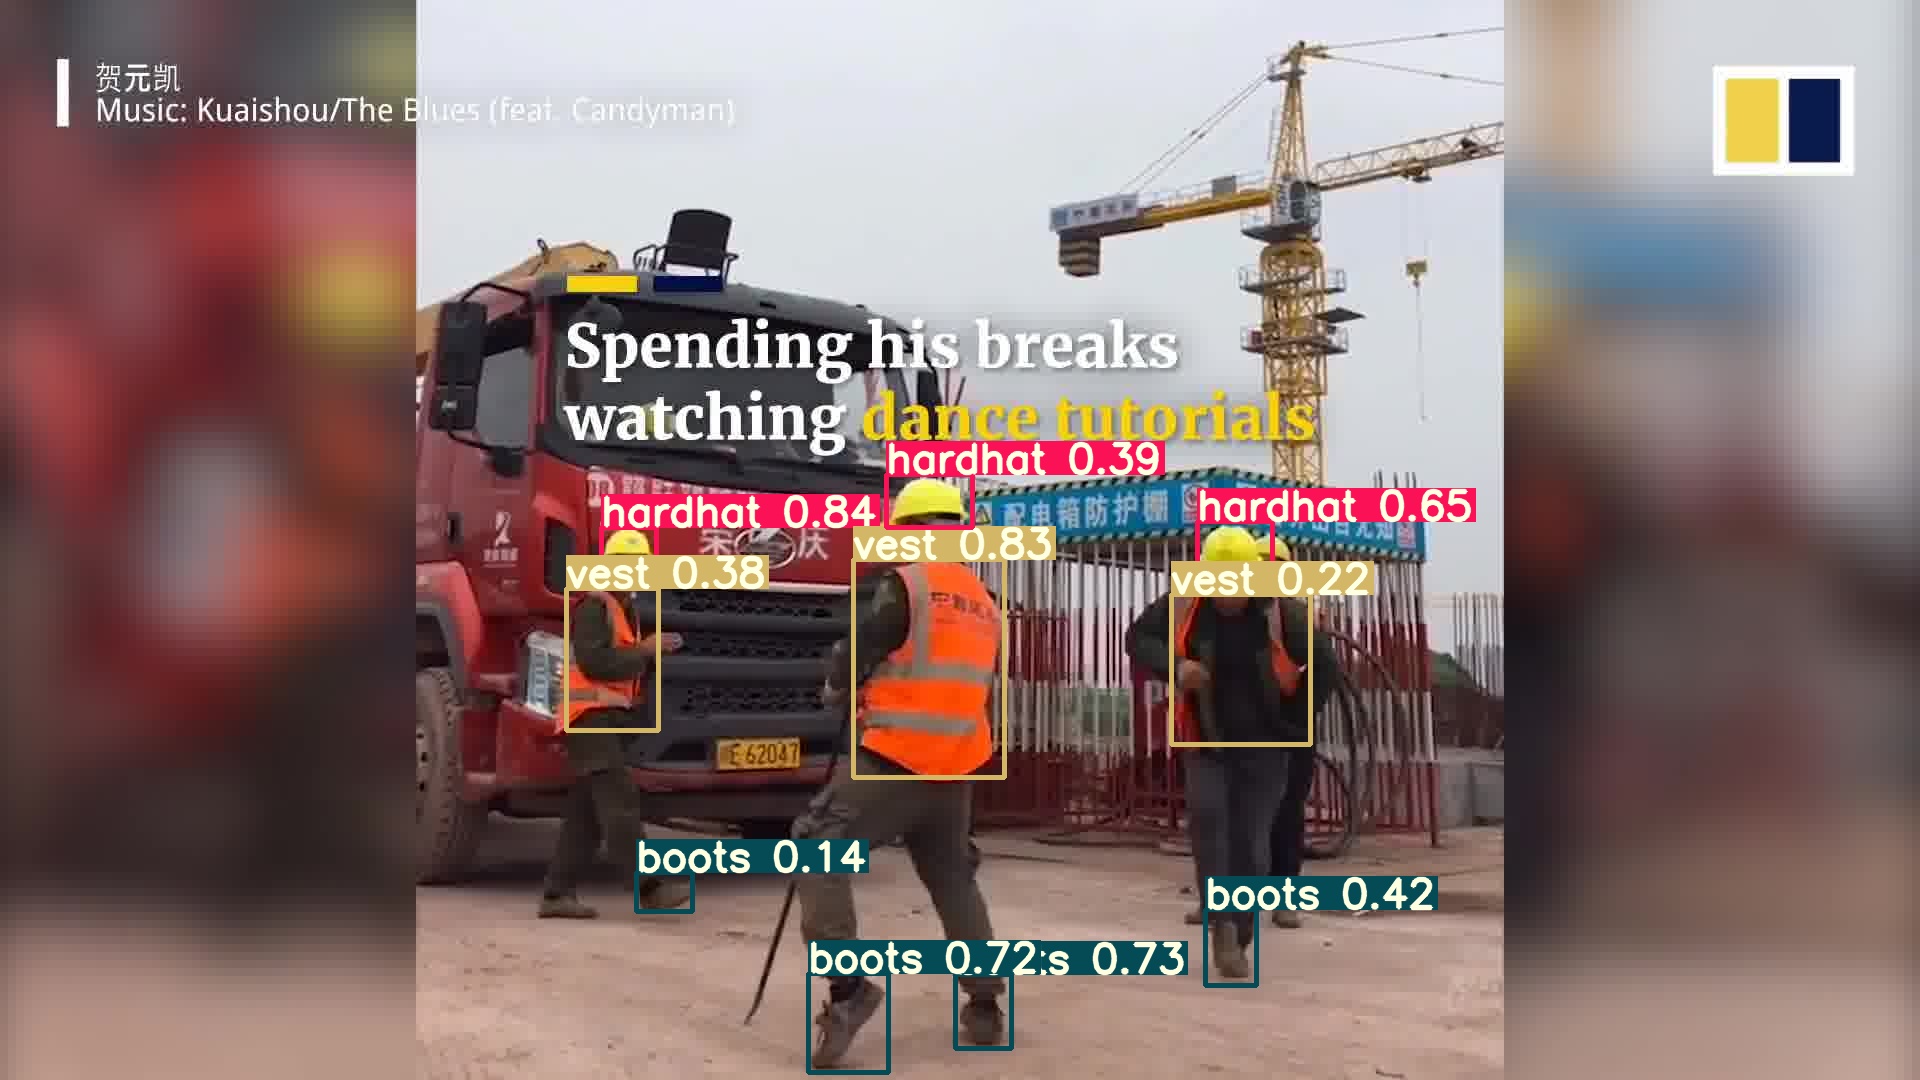 贺元凯
Music: Kuaishou/The Blues (feat. Candyman)
Spending his breaks
watching dance tutorials
hardhat 0.39
hardhat 0.84
hardhat 0.65
配电箱防护棚
庆
vest 0.83
vest 0.38
vest 0.22
E 62047
boots 0.14
boots 0.42
boots 0.72
ts 0.73